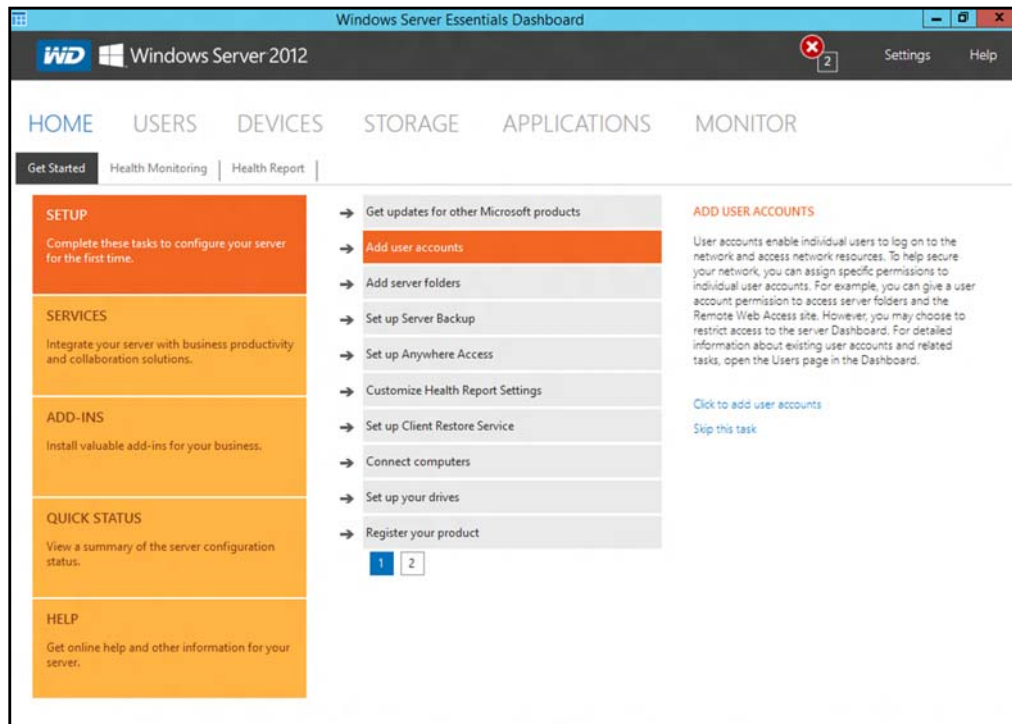 Windows Server Essentials Dashboard
WD Windows Server 2012
2
Settings
Help
HOME
USERS
DEVICES
STORAGE
APPLICATIONS
MONITOR
Get Started
Health Monitoring
Health Report
SETUP
Complete these tasks to configure your server
for the first time.
SERVICES
Integrate your server with business productivity
and collaboration solutions.
ADD-INS
Install valuable add-ins for your business.
QUICK STATUS
View a summary of the server configuration
status.
HELP
Get online help and other information for your
server.
Get updates for other Microsoft products
Add user accounts
Add server folders
Set up Server Backup
Set up Anywhere Access
Customize Health Report Settings
Set up Client Restore Service
Connect computers
Set up your drives
Register your product
1 2
ADD USER ACCOUNTS
User accounts enable individual users to log on to the
network and access network resources. To help secure
your network, you can assign specific permissions to
individual user accounts. For example, you can give a user
account permission to access server folders and the
Remote Web Access site. However, you may choose to
restrict access to the server Dashboard. For detailed
information about existing user accounts and related
tasks, open the Users page in the Dashboard.
Click to add user accounts
Skip this task